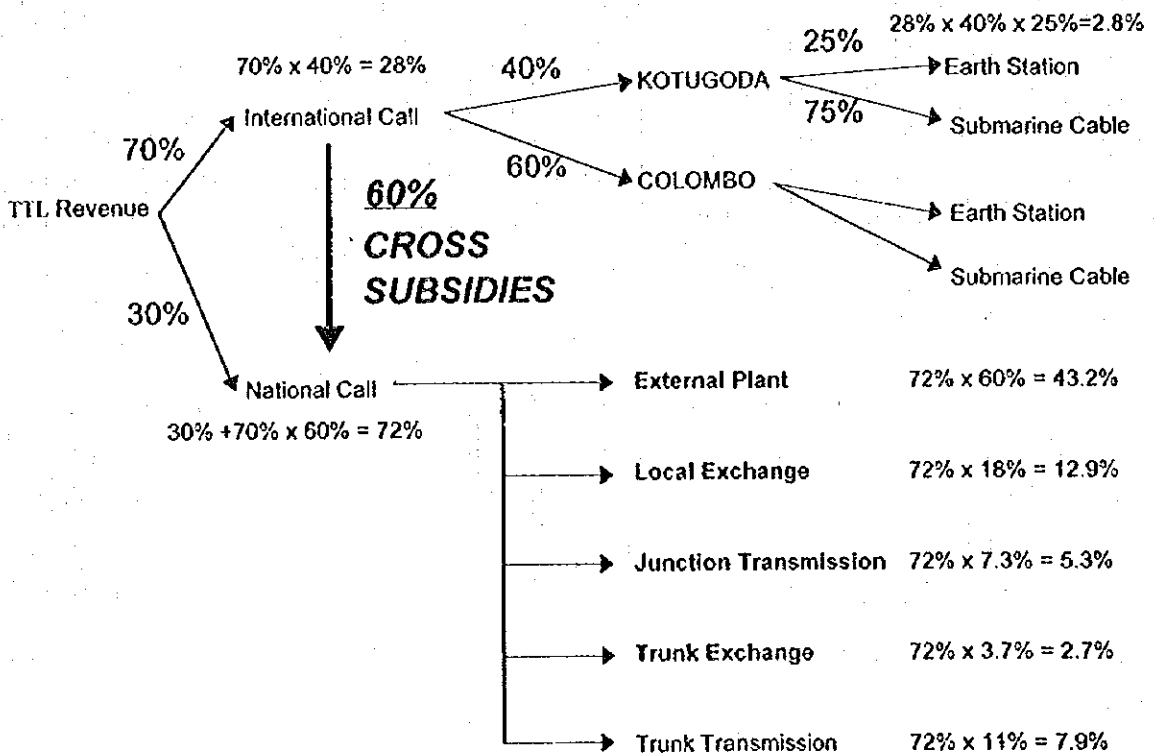 28% x 40% x 25%=2.8%
25%
70% x 40% = 28%
40%
KOTUGODA
Earth Station
International Call
75%
Submarine Cable
70%
60%
COLOMBO
TTL Revenue
60%
CROSS
SUBSIDIES
Earth Station
Submarine Cable
30%
National Call
30% +70% x 60% = 72%
External Plant 72% x 60% = 43.2%
Local Exchange 72% x 18% = 12.9%
Junction Transmission 72% x 7.3% = 5.3%
Trunk Exchange 72% x 3.7% = 2.7%
Trunk Transmission 72% x 11% = 7.9%